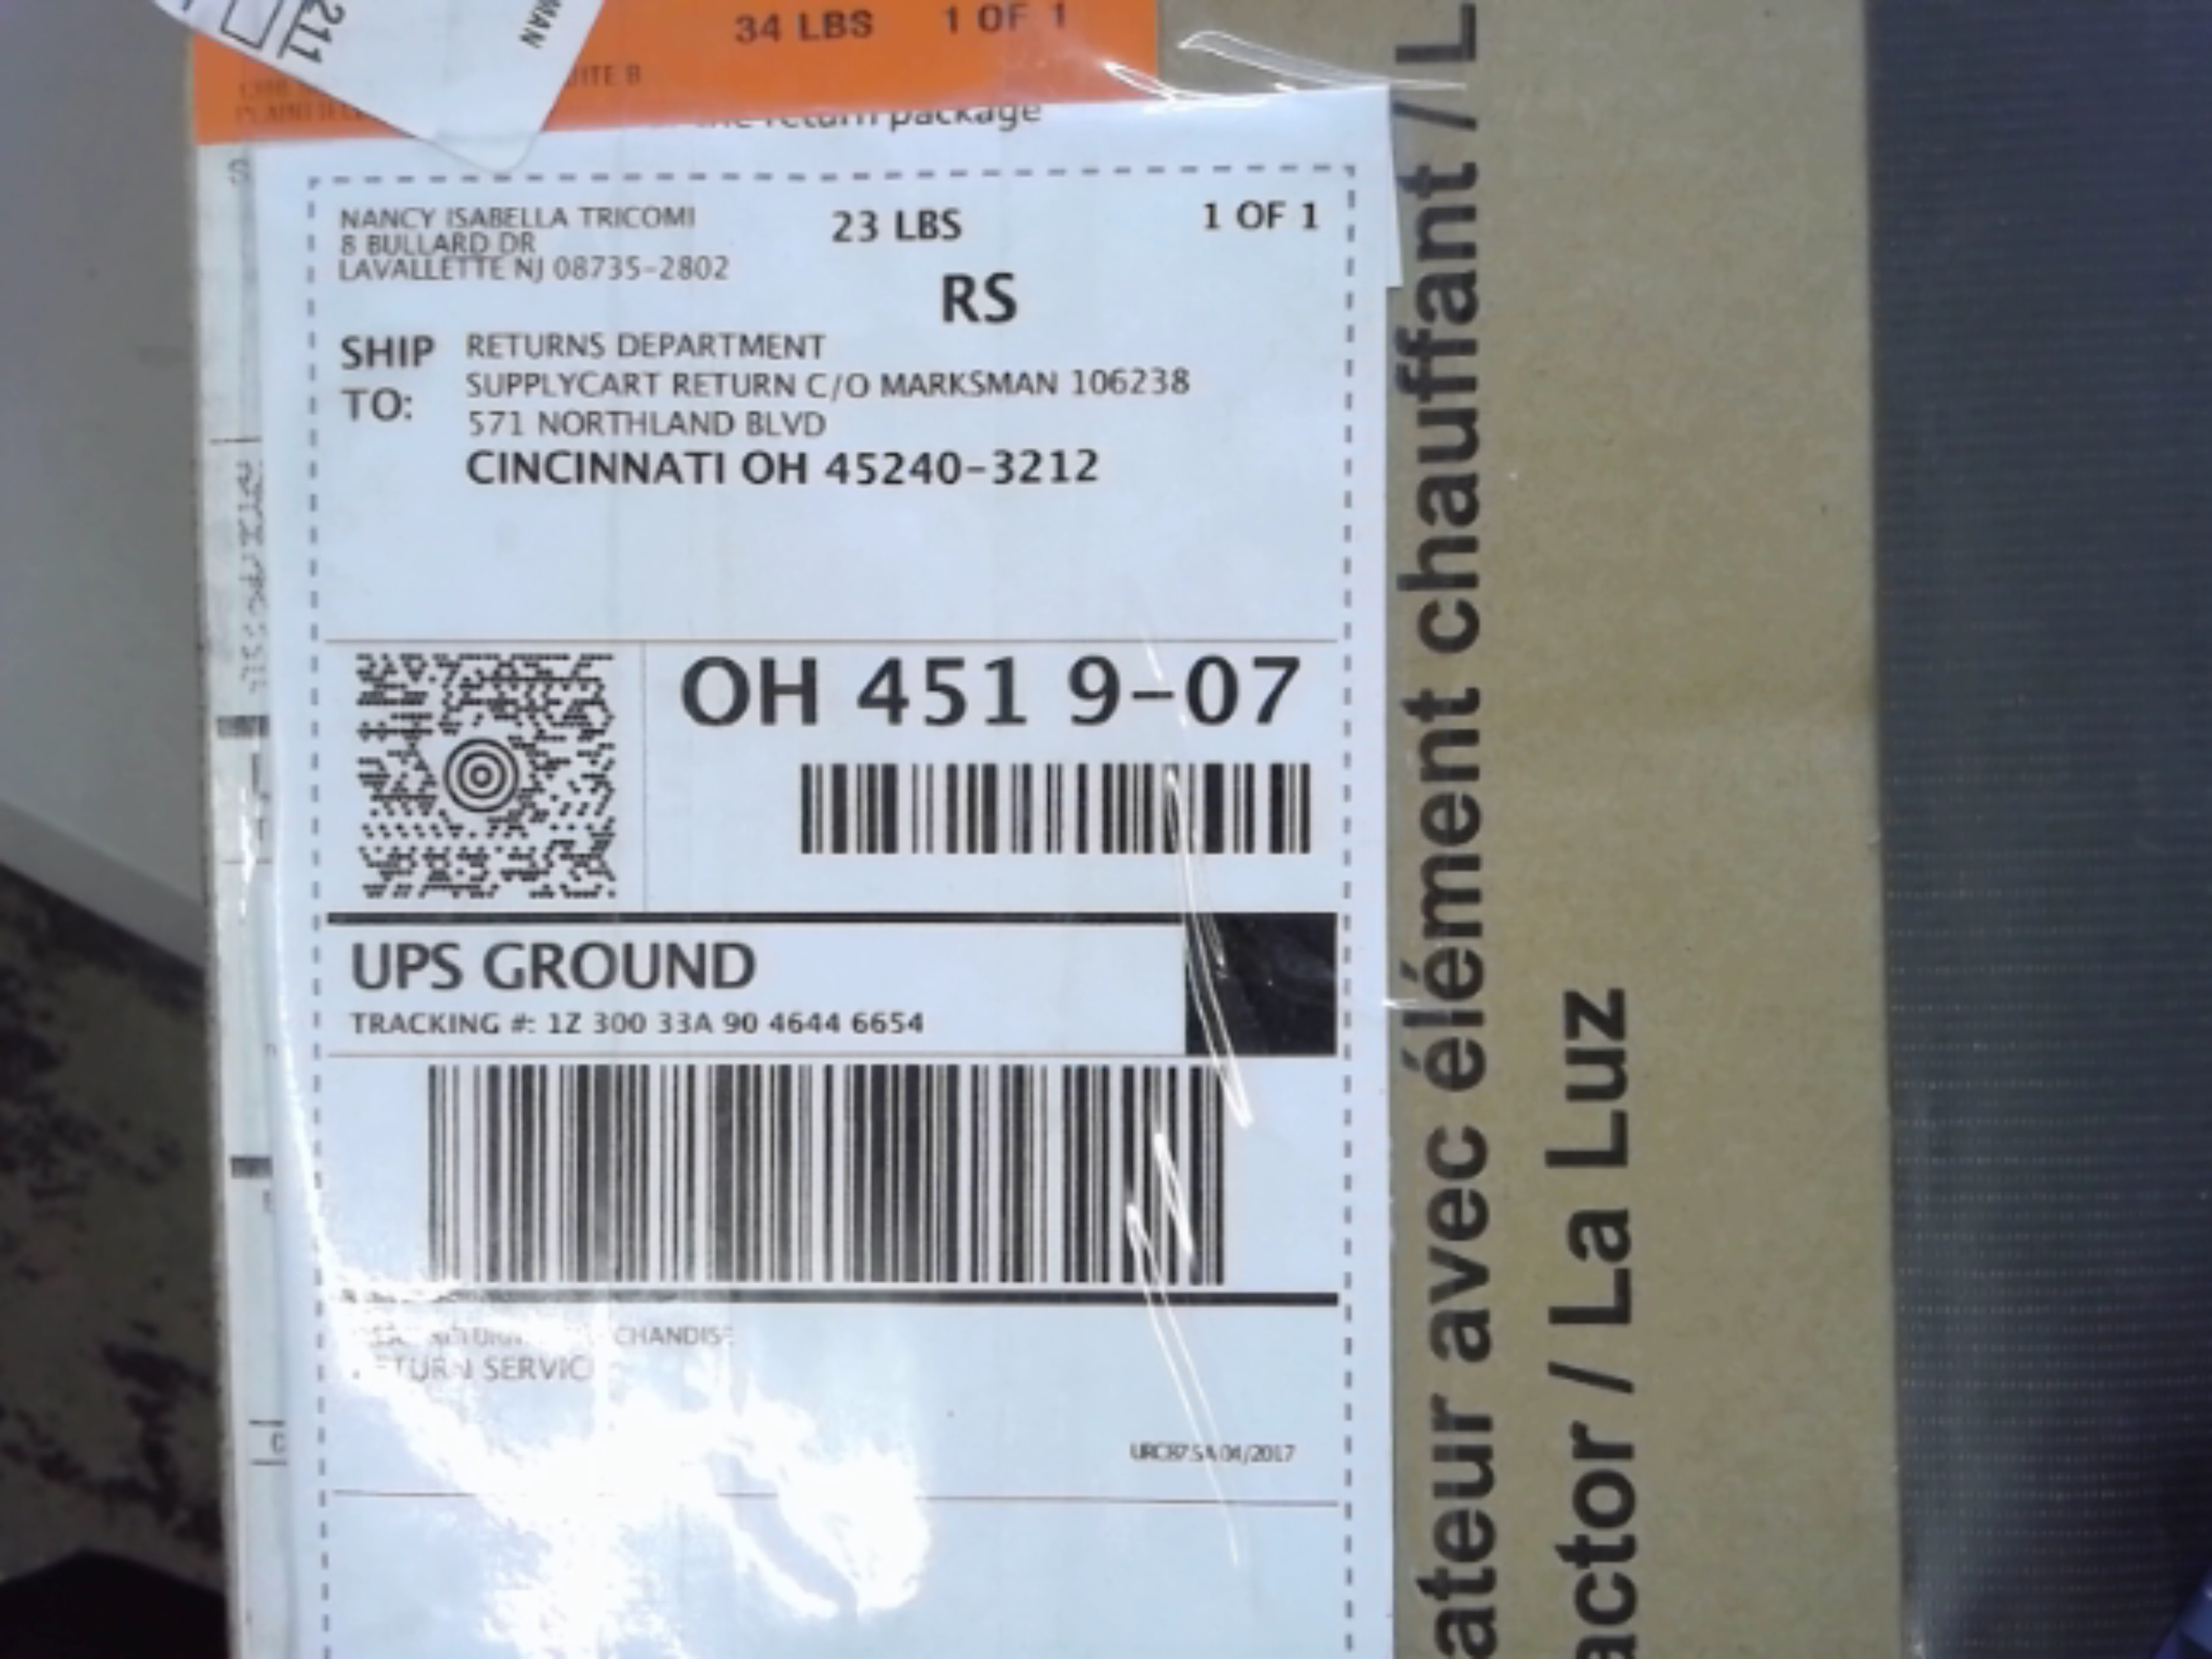 211
MAN
34 LBS 1 OF 1
the return package
NANCY ISABELLA TRICOMI
8 BULLARD DR
LAVALLETTE NJ 08735-2802
23 LBS
1 OF 1
RS
SHIP TO:
RETURNS DEPARTMENT
SUPPLYCART RETURN C/O MARKSMAN 106238
571 NORTHLAND BLVD
CINCINNATI OH 45240-3212
OH 451 9-07
UPS GROUND
TRACKING #: 1Z 300 33A 90 4644 6654
RETURN SERVICE
ateur avec élément chauffant / L
actor / La Luz